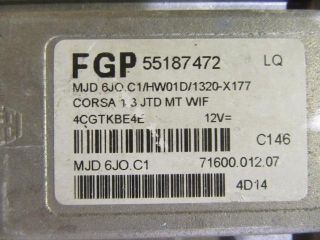 FGP 55187472 LQ
MJD 6JO.C1/HW01D/1320-X177
CORSA 1.3 JTD MT WIF
4CGTKBE4E 12V=
C146
MJD 6JO.C1 71600.012.07
4D14